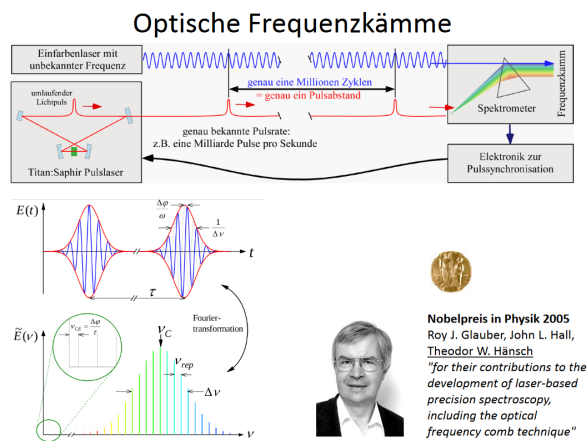 Optische Frequenzkämme
Einfarbenlaser mit
unbekannter Frequenz
genau eine Millionen Zyklen
= genau ein Pulsabstand
umlaufender
Lichtpuls
genau bekannte Pulsrate:
z.B. eine Milliarde Pulse pro Sekunde
Titan:Saphir Pulslaser
Spektrometer
Frequenzkamm
Elektronik zur
Pulssynchronisation
E(t)
Δφ
ω
1
Δν
t
τ
Fourier-
transformation
Ẽ(ν)
ν_CE = Δφ
τ
ν_C
ν_rep
Δν
ν
Nobelpreis in Physik 2005
Roy J. Glauber, John L. Hall,
Theodor W. Hänsch
"for their contributions to the
development of laser-based
precision spectroscopy,
including the optical
frequency comb technique"